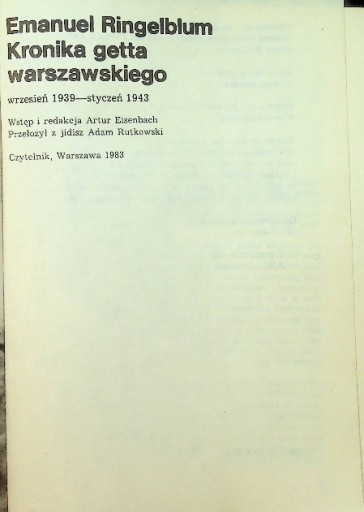 Emanuel Ringelblum
Kronika getta
warszawskiego
wrzesień 1939—styczeń 1943
Wstęp i redakcja Artur Eisenbach
Przełożył z jidisz Adam Rutkowski
Czytelnik, Warszawa 1983